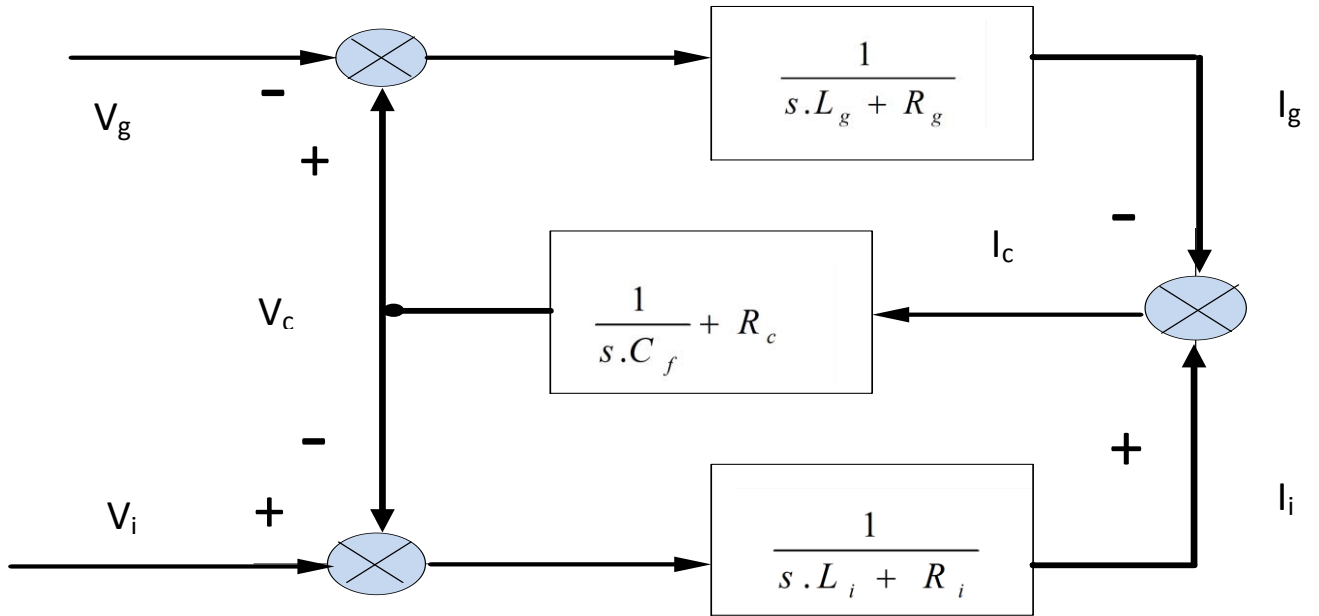 1
s.L_g + R_g
-
V_g
I_g
+
-
I_c
1
s.C_f
+ R_c
V_c
-
+
V_i
+
I_i
1
s.L_i + R_i